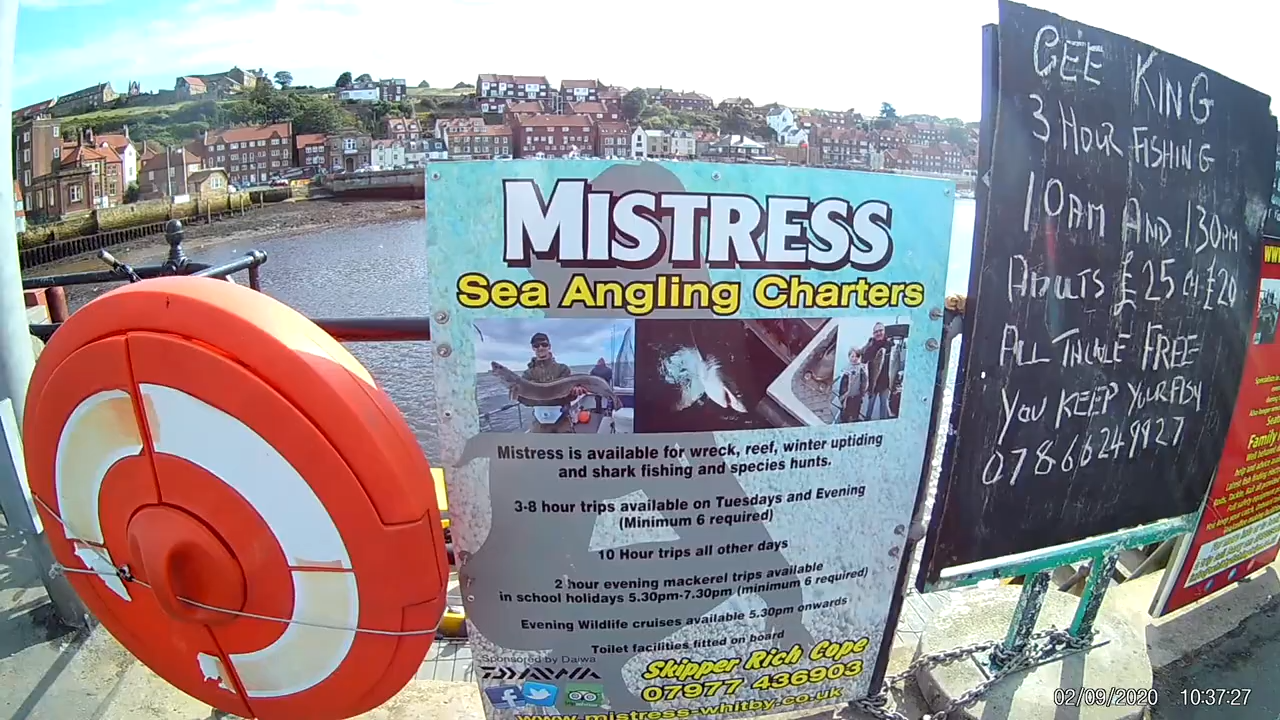 MISTRESS
Sea Angling Charters
Mistress is available for wreck, reef, winter uptiding
and shark fishing and species hunts.
3-8 hour trips available on Tuesdays and Evening
(Minimum 6 required)
10 Hour trips all other days
2 hour evening mackerel trips available
in school holidays 5.30pm-7.30pm (minimum 6 required)
Evening Wildlife cruises available 5.30pm onwards
Toilet facilities fitted on board
Sponsored by Daiwa
DAIWA
Skipper Rich Cope
07977 436903
www.mistress-whitby.co.uk
GEE KING
3 HOUR FISHING
10AM AND 130PM
ADULTS £25 OR £20
ALL TACKLE FREE
YOU KEEP YOUR FISH
07866249927
Family
02/09/2020 10:37:27